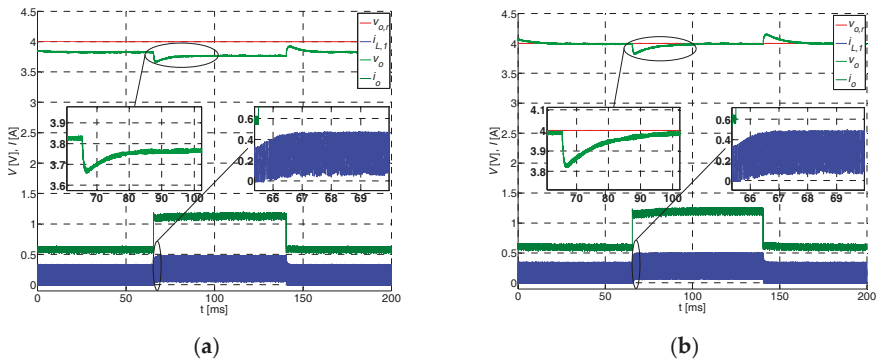 4.5
4
3.5
3
2.5
2
1.5
1
0.5
0
V [V], I [A]
v_{o,r}
i_{L,1}
v_o
i_o
3.9
3.8
3.7
3.6
70 80 90 100
0.6
0.4
0.2
0
66 67 68 69
0 50 100 150 200
t [ms]
(a)
4.5
4
3.5
3
2.5
2
1.5
1
0.5
0
V [V], I [A]
v_{o,r}
i_{L,1}
v_o
i_o
4.1
4
3.9
3.8
70 80 90 100
0.6
0.4
0.2
0
66 67 68 69
0 50 100 150 200
t [ms]
(b)